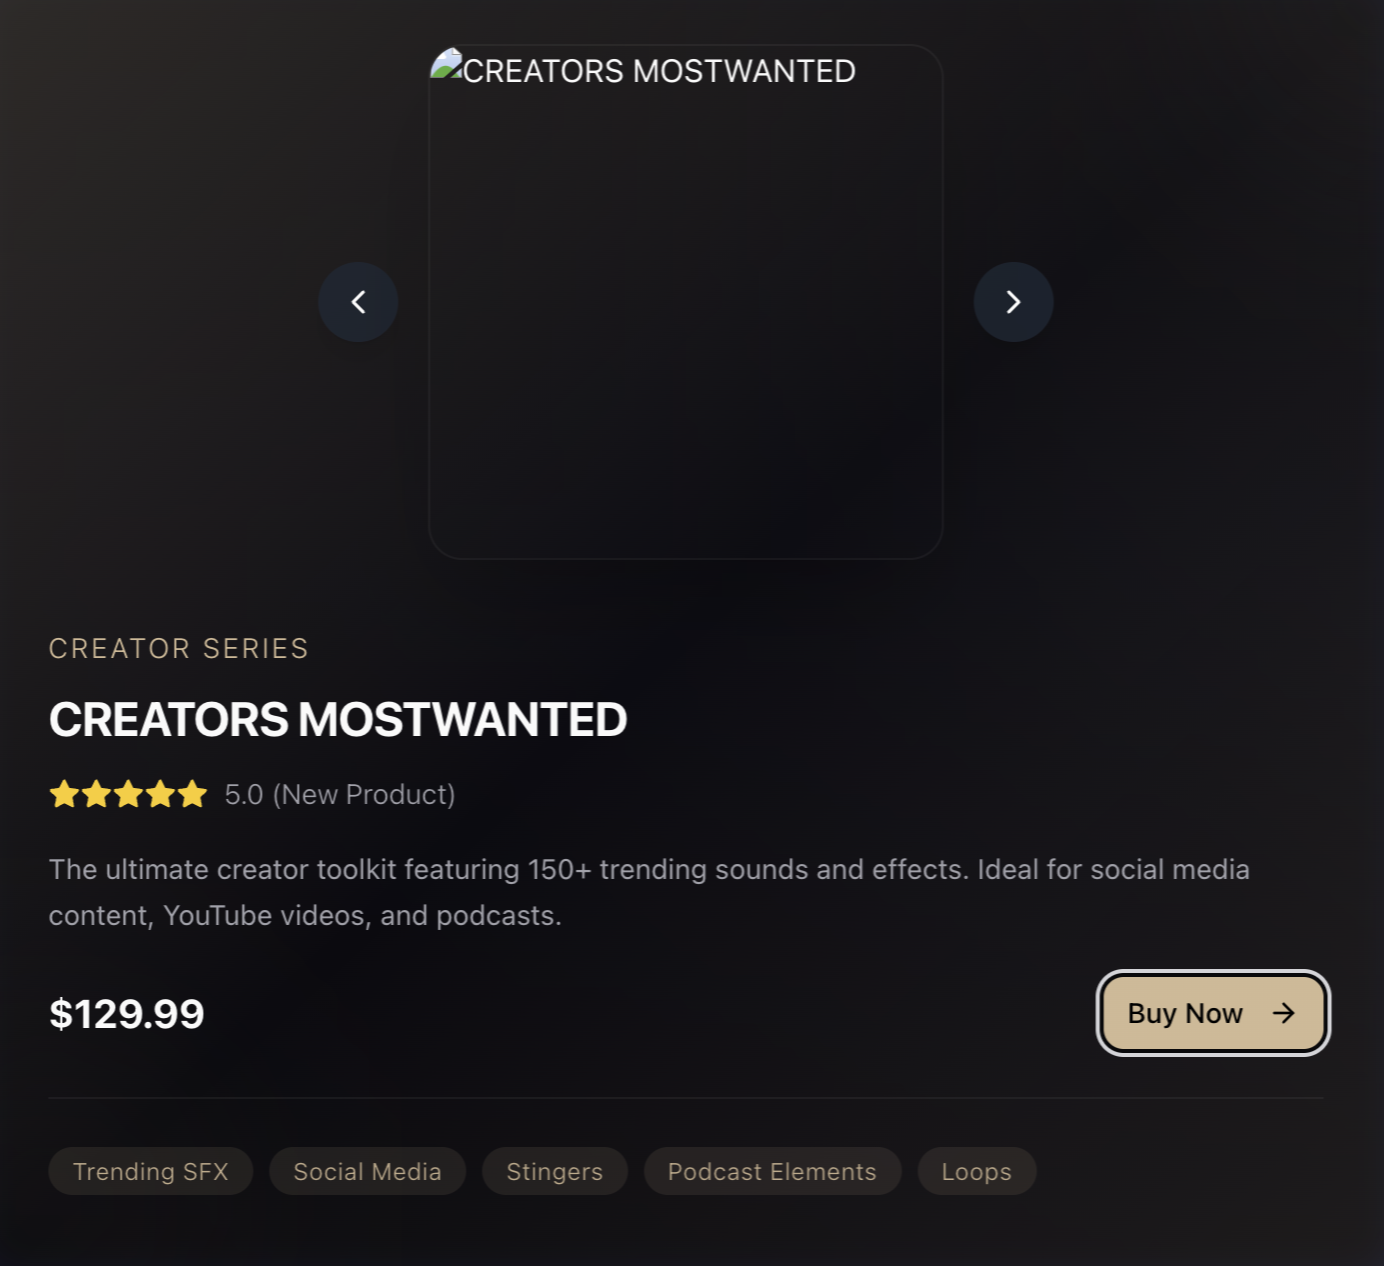 CREATORS MOSTWANTED
CREATOR SERIES
CREATORS MOSTWANTED
5.0 (New Product)
The ultimate creator toolkit featuring 150+ trending sounds and effects. Ideal for social media
content, YouTube videos, and podcasts.
$129.99
Buy Now
Trending SFX
Social Media
Stingers
Podcast Elements
Loops